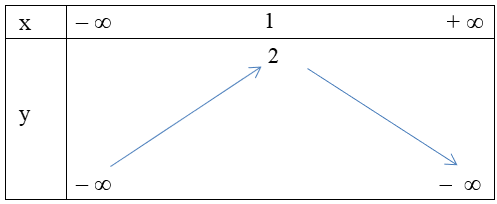 x – ∞ 1 + ∞
2
y
– ∞ – ∞